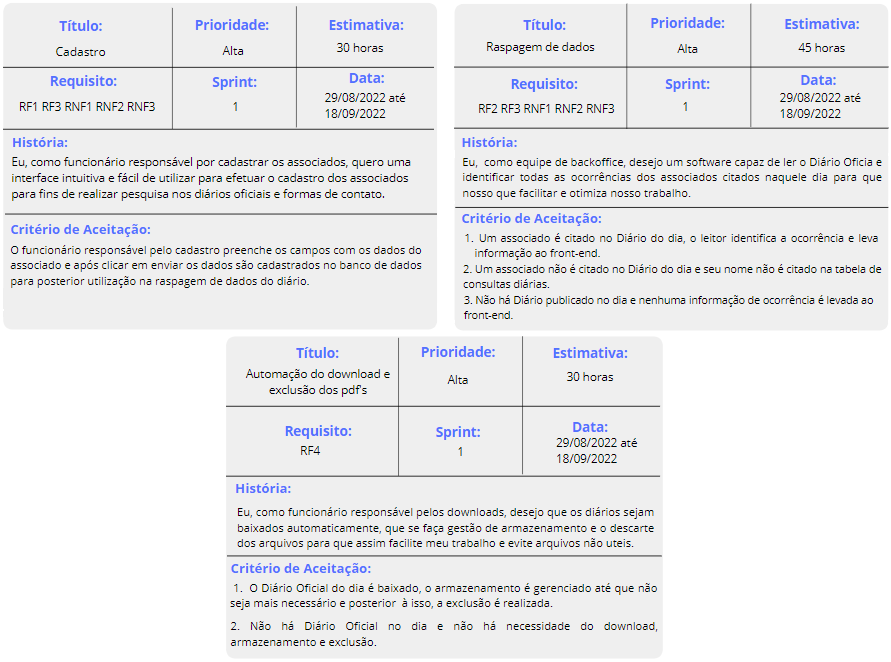 Título:
Cadastro
Prioridade:
Alta
Estimativa:
30 horas
Requisito:
RF1 RF3 RNF1 RNF2 RNF3
Sprint:
1
Data:
29/08/2022 até
18/09/2022
História:
Eu, como funcionário responsável por cadastrar os associados, quero uma
interface intuitiva e fácil de utilizar para efetuar o cadastro dos associados
para fins de realizar pesquisa nos diários oficiais e formas de contato.
Critério de Aceitação:
O funcionário responsável pelo cadastro preenche os campos com os dados do
associado e após clicar em enviar os dados são cadastrados no banco de dados
para posterior utilização na raspagem de dados do diário.
Título:
Raspagem de dados
Prioridade:
Alta
Estimativa:
45 horas
Requisito:
RF2 RF3 RNF1 RNF2 RNF3
Sprint:
1
Data:
29/08/2022 até
18/09/2022
História:
Eu, como equipe de backoffice, desejo um software capaz de ler o Diário Oficia e
identificar todas as ocorrências dos associados citados naquele dia para que
nosso que facilitar e otimiza nosso trabalho.
Critério de Aceitação:
1. Um associado é citado no Diário do dia, o leitor identifica a ocorrência e leva
informação ao front-end.
2. Um associado não é citado no Diário do dia e seu nome não é citado na tabela de
consultas diárias.
3. Não há Diário publicado no dia e nenhuma informação de ocorrência é levada ao
front-end.
Título:
Automação do download e
exclusão dos pdf's
Prioridade:
Alta
Estimativa:
30 horas
Requisito:
RF4
Sprint:
1
Data:
29/08/2022 até
18/09/2022
História:
Eu, como funcionário responsável pelos downloads, desejo que os diários sejam
baixados automaticamente, que se faça gestão de armazenamento e o descarte
dos arquivos para que assim facilite meu trabalho e evite arquivos não uteis.
Critério de Aceitação:
1. O Diário Oficial do dia é baixado, o armazenamento é gerenciado até que não
seja mais necessário e posterior à isso, a exclusão é realizada.
2. Não há Diário Oficial no dia e não há necessidade do download,
armazenamento e exclusão.